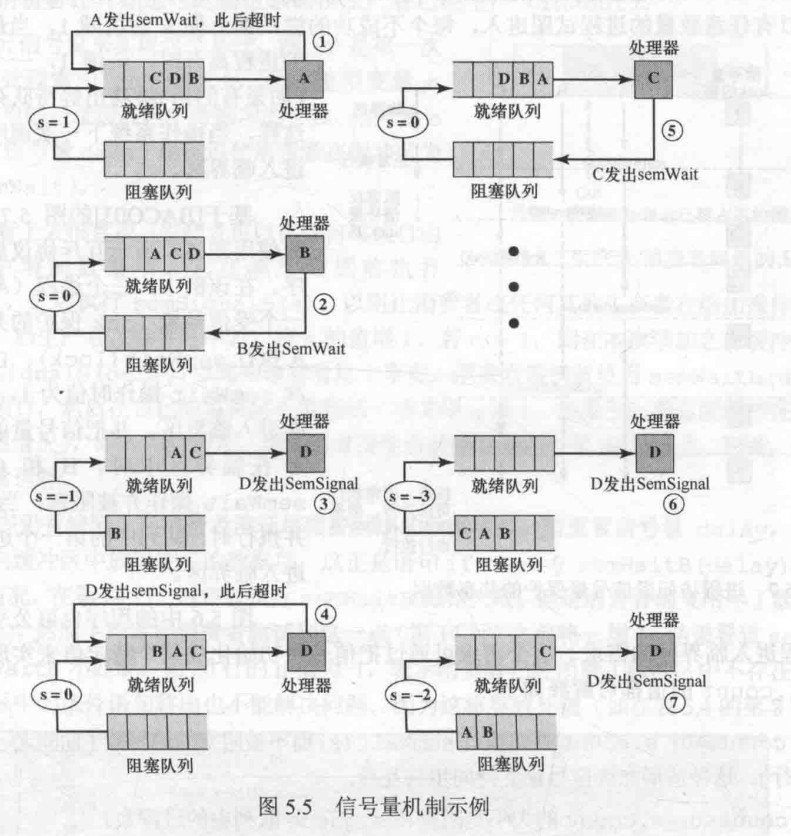 A发出semWait，此后超时
①
C D B
A
就绪队列
处理器
s = 1
阻塞队列
处理器
D B A
C
就绪队列
s = 0
⑤
阻塞队列
C发出semWait
处理器
A C D
B
就绪队列
s = 0
②
阻塞队列
B发出SemWait
处理器
A C
D
就绪队列
D发出SemSignal
s = −1
③
B
阻塞队列
处理器
D
就绪队列
D发出SemSignal
s = −3
⑥
C A B
阻塞队列
D发出semSignal，此后超时
④
B A C
D
就绪队列
处理器
s = 0
阻塞队列
处理器
C
D
就绪队列
D发出SemSignal
s = −2
⑦
A B
阻塞队列
图 5.5 信号量机制示例